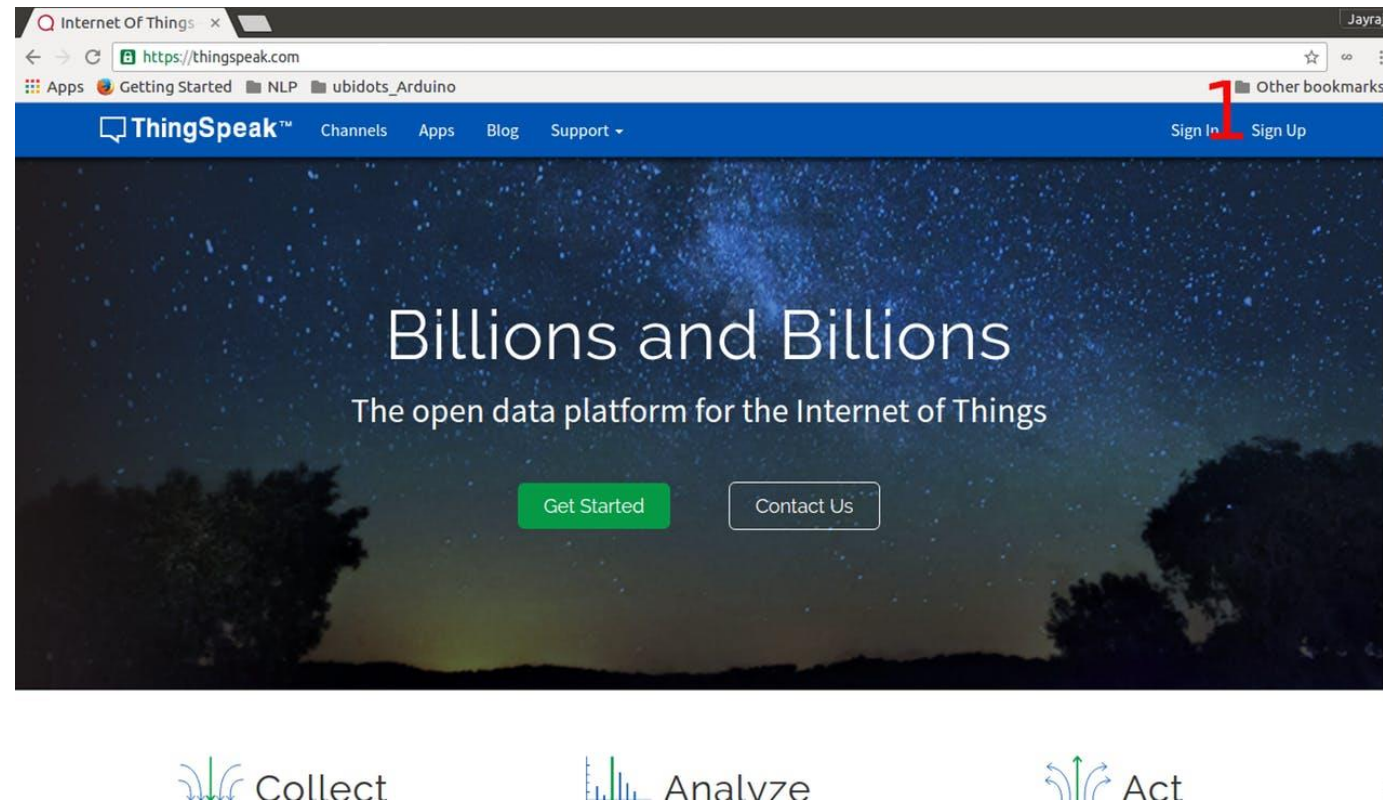 Internet Of Things
Jayra
https://thingspeak.com
Apps Getting Started NLP ubidots_Arduino Other bookmarks
1
ThingSpeak™ Channels Apps Blog Support Sign In Sign Up
Billions and Billions
The open data platform for the Internet of Things
Get Started Contact Us
Collect Analyze Act